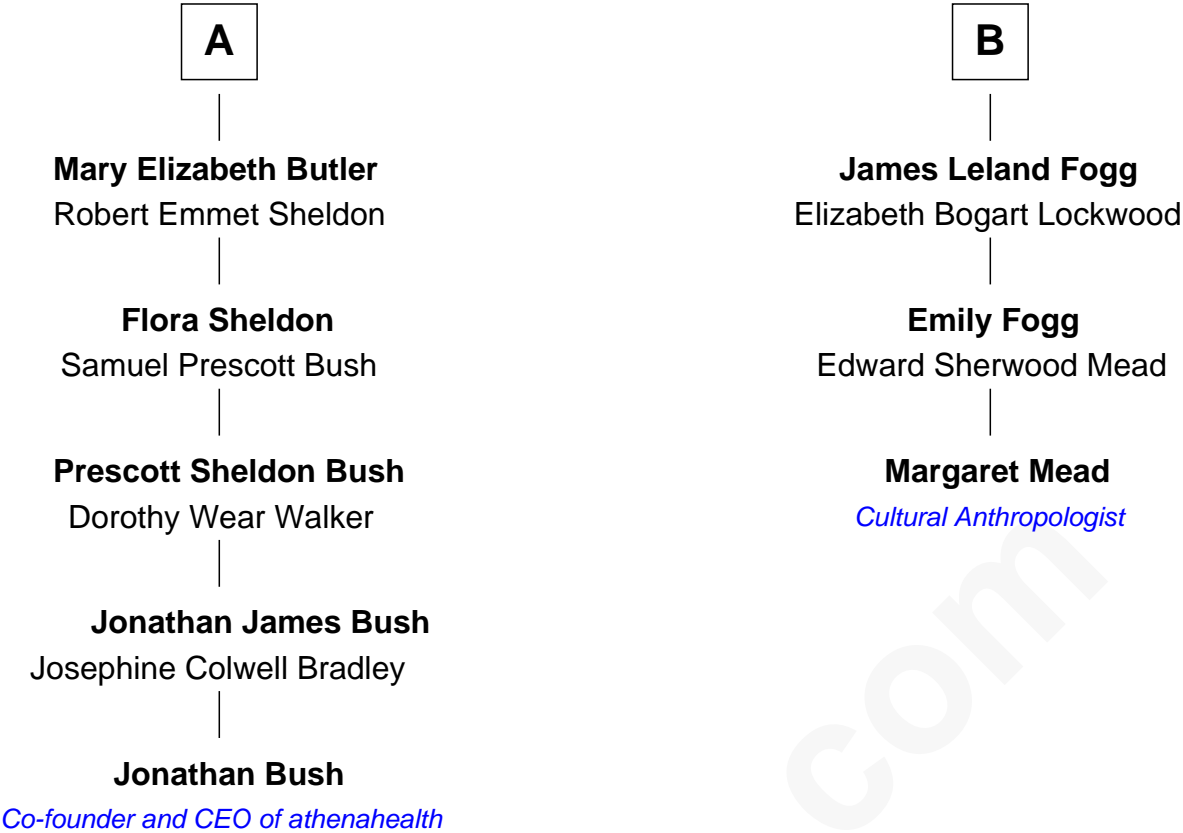 A
Mary Elizabeth Butler
Robert Emmet Sheldon
Flora Sheldon
Samuel Prescott Bush
Prescott Sheldon Bush
Dorothy Wear Walker
Jonathan James Bush
Josephine Colwell Bradley
Jonathan Bush
Co-founder and CEO of athenahealth
B
James Leland Fogg
Elizabeth Bogart Lockwood
Emily Fogg
Edward Sherwood Mead
Margaret Mead
Cultural Anthropologist
com